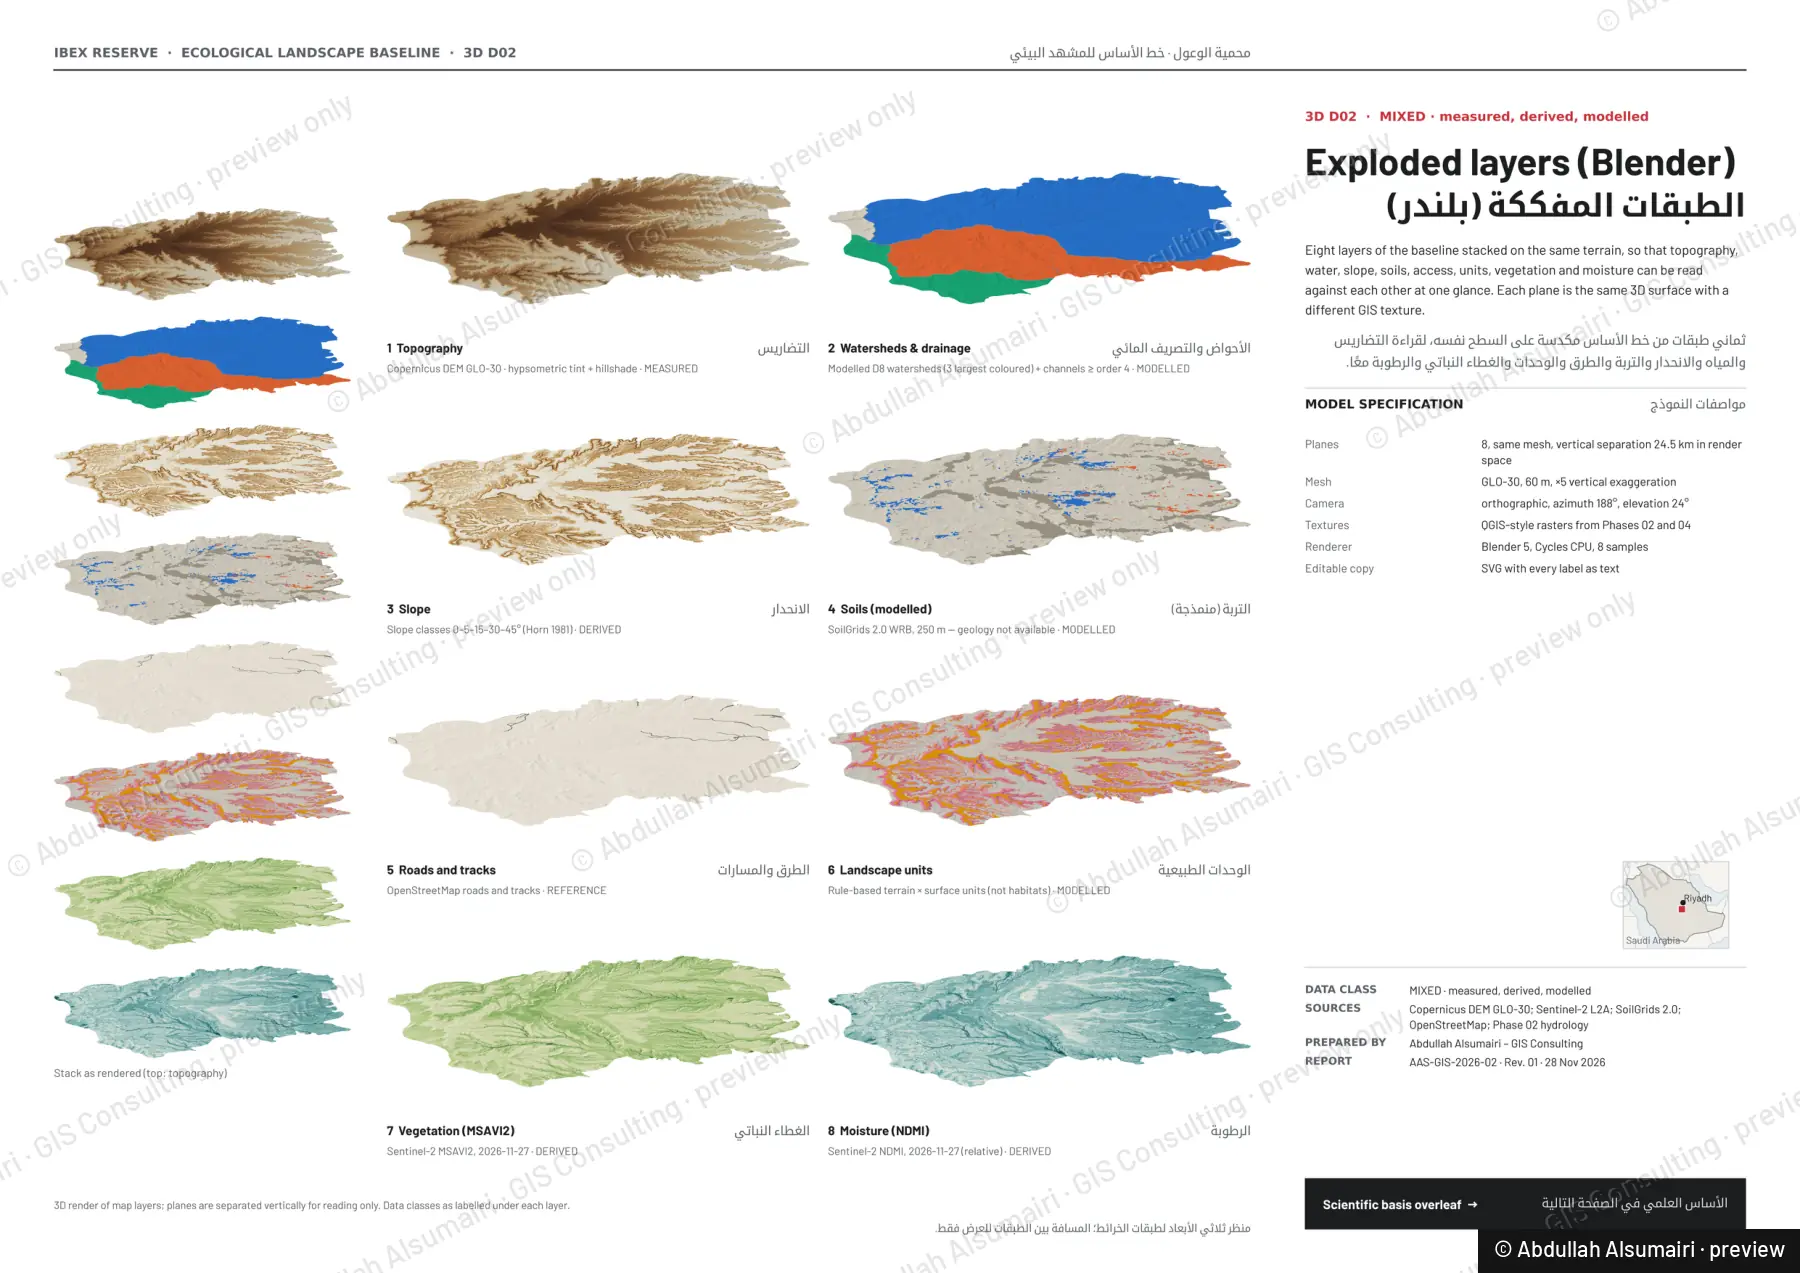 IBEX RESERVE · ECOLOGICAL LANDSCAPE BASELINE · 3D D02
محمية الوعول · خط الأساس للمشهد البيئي
3D D02 · MIXED · measured, derived, modelled
Exploded layers (Blender)
الطبقات المفككة (بلندر)
Eight layers of the baseline stacked on the same terrain, so that topography,
water, slope, soils, access, units, vegetation and moisture can be read
against each other at one glance. Each plane is the same 3D surface with a
different GIS texture.
ثماني طبقات من خط الأساس مكدسة على السطح نفسه، لقراءة التضاريس
والمياه والانحدار والتربة والطرق والوحدات والغطاء النباتي والرطوبة معًا.
MODEL SPECIFICATION
مواصفات النموذج
Planes 8, same mesh, vertical separation 24.5 km in render
space
Mesh GLO-30, 60 m, ×5 vertical exaggeration
Camera orthographic, azimuth 188°, elevation 24°
Textures QGIS-style rasters from Phases 02 and 04
Renderer Blender 5, Cycles CPU, 8 samples
Editable copy SVG with every label as text
1 Topography
التضاريس
Copernicus DEM GLO-30 · hypsometric tint + hillshade · MEASURED
2 Watersheds & drainage
الأحواض والتصريف المائي
Modelled D8 watersheds (3 largest coloured) + channels ≥ order 4 · MODELLED
3 Slope
الانحدار
Slope classes 0-5-15-30-45° (Horn 1981) · DERIVED
4 Soils (modelled)
التربة (منمذجة)
SoilGrids 2.0 WRB, 250 m — geology not available · MODELLED
5 Roads and tracks
الطرق والمسارات
OpenStreetMap roads and tracks · REFERENCE
6 Landscape units
الوحدات الطبيعية
Rule-based terrain × surface units (not habitats) · MODELLED
7 Vegetation (MSAVI2)
الغطاء النباتي
Sentinel-2 MSAVI2, 2026-11-27 · DERIVED
8 Moisture (NDMI)
الرطوبة
Sentinel-2 NDMI, 2026-11-27 (relative) · DERIVED
Stack as rendered (top: topography)
Riyadh
Saudi Arabia
DATA CLASS MIXED · measured, derived, modelled
SOURCES Copernicus DEM GLO-30; Sentinel-2 L2A; SoilGrids 2.0;
OpenStreetMap; Phase 02 hydrology
PREPARED BY Abdullah Alsumairi – GIS Consulting
REPORT AAS-GIS-2026-02 · Rev. 01 · 28 Nov 2026
Scientific basis overleaf →
الأساس العلمي في الصفحة التالية
3D render of map layers; planes are separated vertically for reading only. Data classes as labelled under each layer.
منظر ثلاثي الأبعاد لطبقات الخرائط؛ المسافة بين الطبقات للعرض فقط.
© Abdullah Alsumairi · GIS Consulting · preview only
© Abdullah Alsumairi · preview